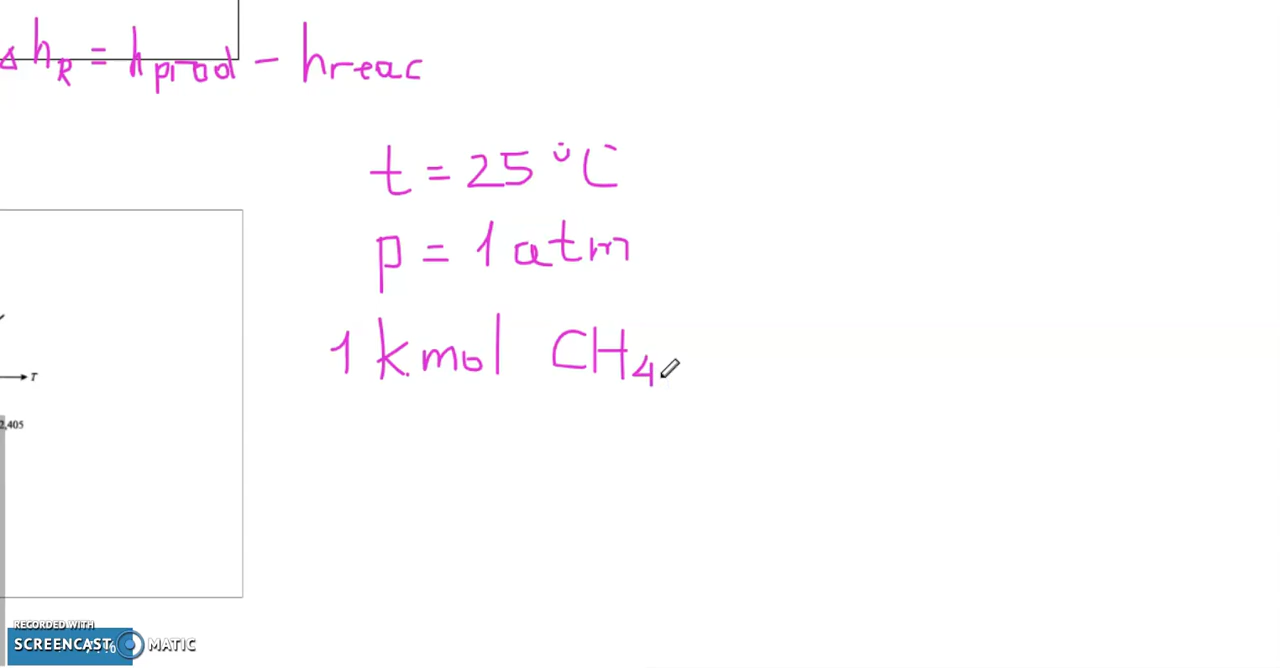 Δh_R = h_prod - h_reac
t = 25 °C
p = 1 atm
1 kmol CH₄
T
2,405
RECORDED WITH
SCREENCAST MATIC